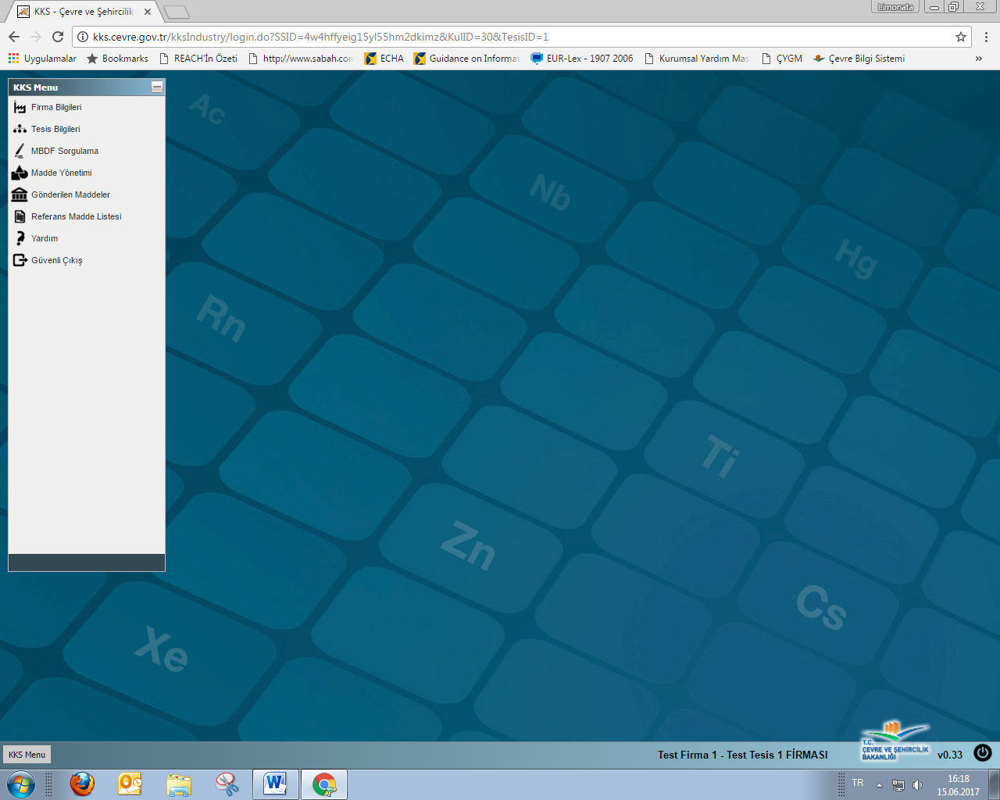 KKS - Çevre ve Şehircilik
Limonata
kks.cevre.gov.tr/kksIndustry/login.do?SSID=4w4hffyeig15yl55hm2dkimz&KulID=30&TesisID=1
Uygulamalar Bookmarks REACH'İn Özeti http://www.sabah.com ECHA Guidance on Informat EUR-Lex - 1907 2006 Kurumsal Yardım Mas ÇYGM Çevre Bilgi Sistemi »
KKS Menu
Firma Bilgileri
Tesis Bilgileri
MBDF Sorgulama
Madde Yönetimi
Gönderilen Maddeler
Referans Madde Listesi
Yardım
Güvenli Çıkış
Ac
Nb
Hg
Rn
Ti
Zn
Cs
Xe
KKS Menu
Test Firma 1 - Test Tesis 1 FİRMASI
T.C.
ÇEVRE VE ŞEHİRCİLİK
BAKANLIĞI
v0.33
TR
16:18
15.06.2017